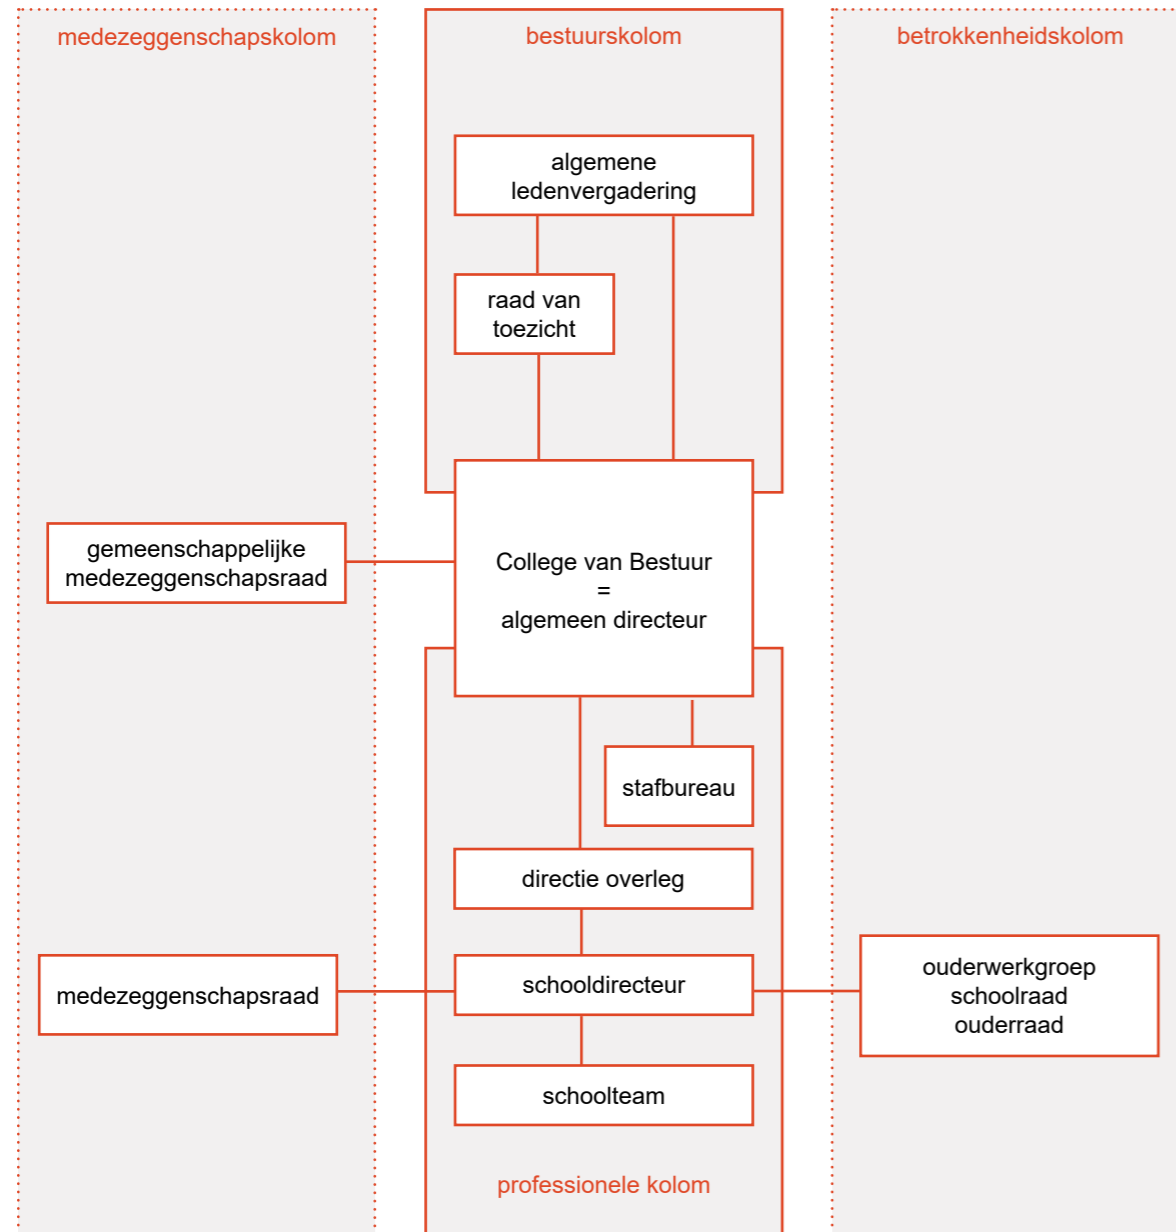 medezeggenschapskolom
bestuurskolom
betrokkenheidskolom
algemene
ledenvergadering
raad van
toezicht
gemeenschappelijke
medezeggenschapsraad
College van Bestuur
=
algemeen directeur
stafbureau
directie overleg
medezeggenschapsraad
schooldirecteur
ouderwerkgroep
schoolraad
ouderraad
schoolteam
professionele kolom